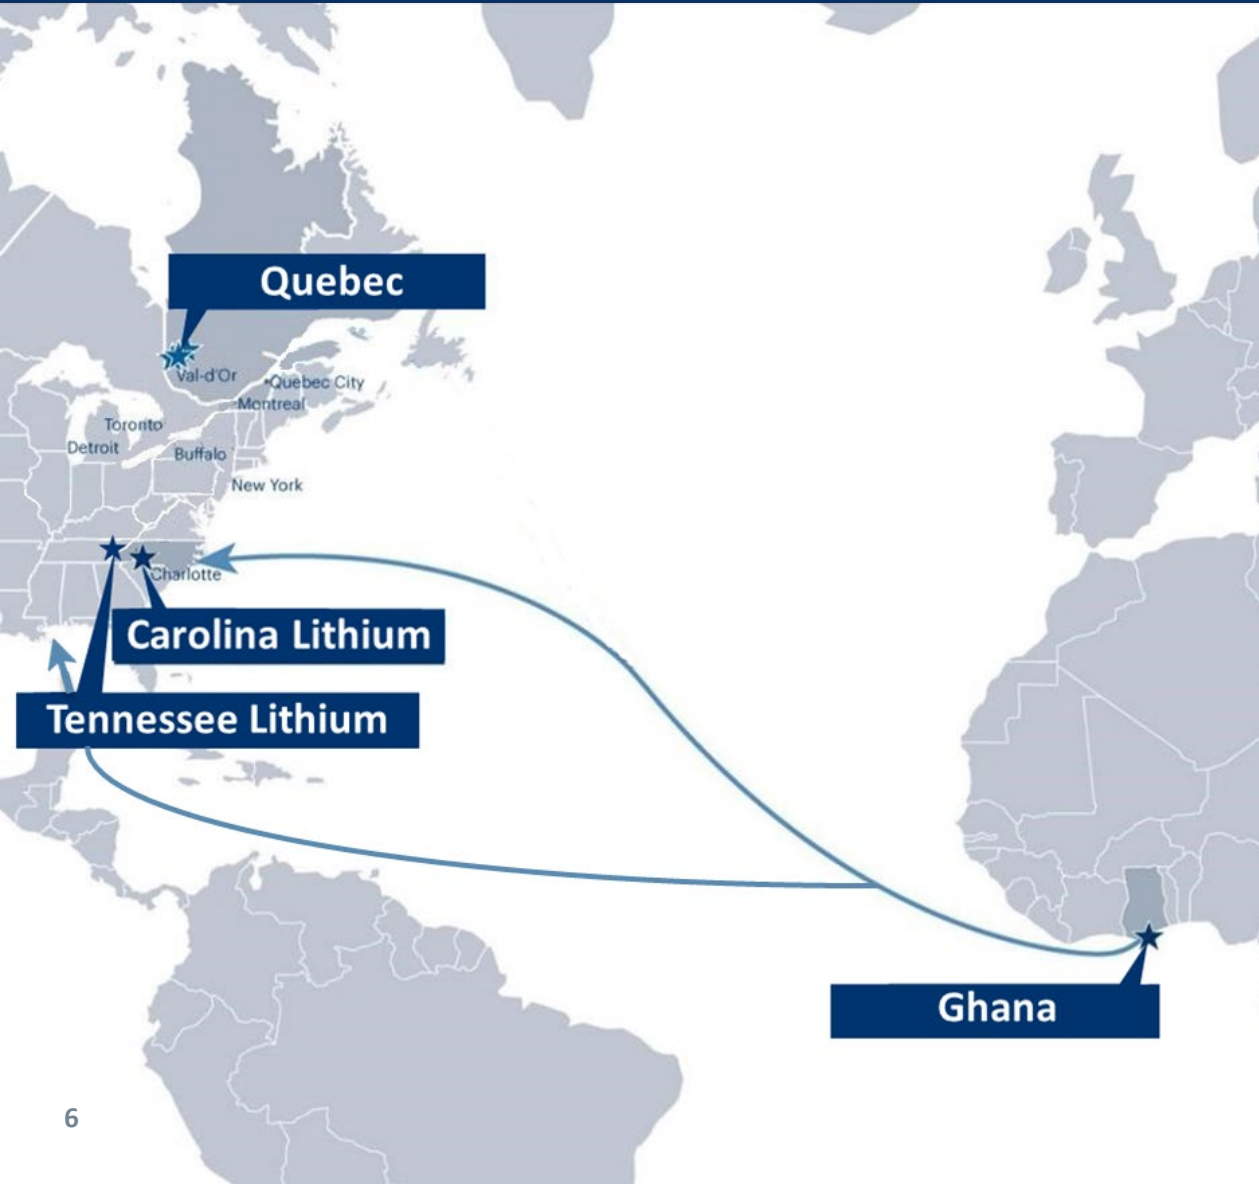 Quebec
Val-d'Or
Quebec City
Montreal
Toronto
Detroit
Buffalo
New York
Charlotte
Carolina Lithium
Tennessee Lithium
Ghana
6